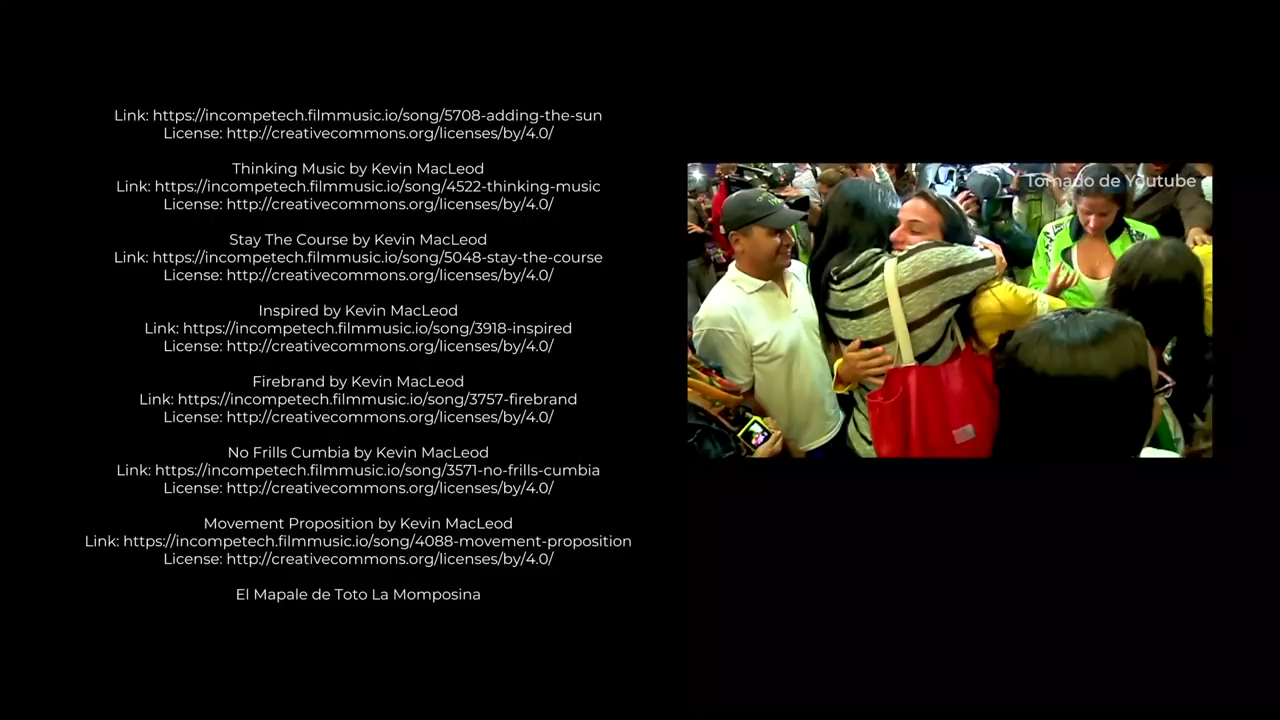 Link: https://incompetech.filmmusic.io/song/5708-adding-the-sun
License: http://creativecommons.org/licenses/by/4.0/
Thinking Music by Kevin MacLeod
Link: https://incompetech.filmmusic.io/song/4522-thinking-music
License: http://creativecommons.org/licenses/by/4.0/
Stay The Course by Kevin MacLeod
Link: https://incompetech.filmmusic.io/song/5048-stay-the-course
License: http://creativecommons.org/licenses/by/4.0/
Inspired by Kevin MacLeod
Link: https://incompetech.filmmusic.io/song/3918-inspired
License: http://creativecommons.org/licenses/by/4.0/
Firebrand by Kevin MacLeod
Link: https://incompetech.filmmusic.io/song/3757-firebrand
License: http://creativecommons.org/licenses/by/4.0/
No Frills Cumbia by Kevin MacLeod
Link: https://incompetech.filmmusic.io/song/3571-no-frills-cumbia
License: http://creativecommons.org/licenses/by/4.0/
Movement Proposition by Kevin MacLeod
Link: https://incompetech.filmmusic.io/song/4088-movement-proposition
License: http://creativecommons.org/licenses/by/4.0/
El Mapale de Toto La Momposina
Tomado de Youtube